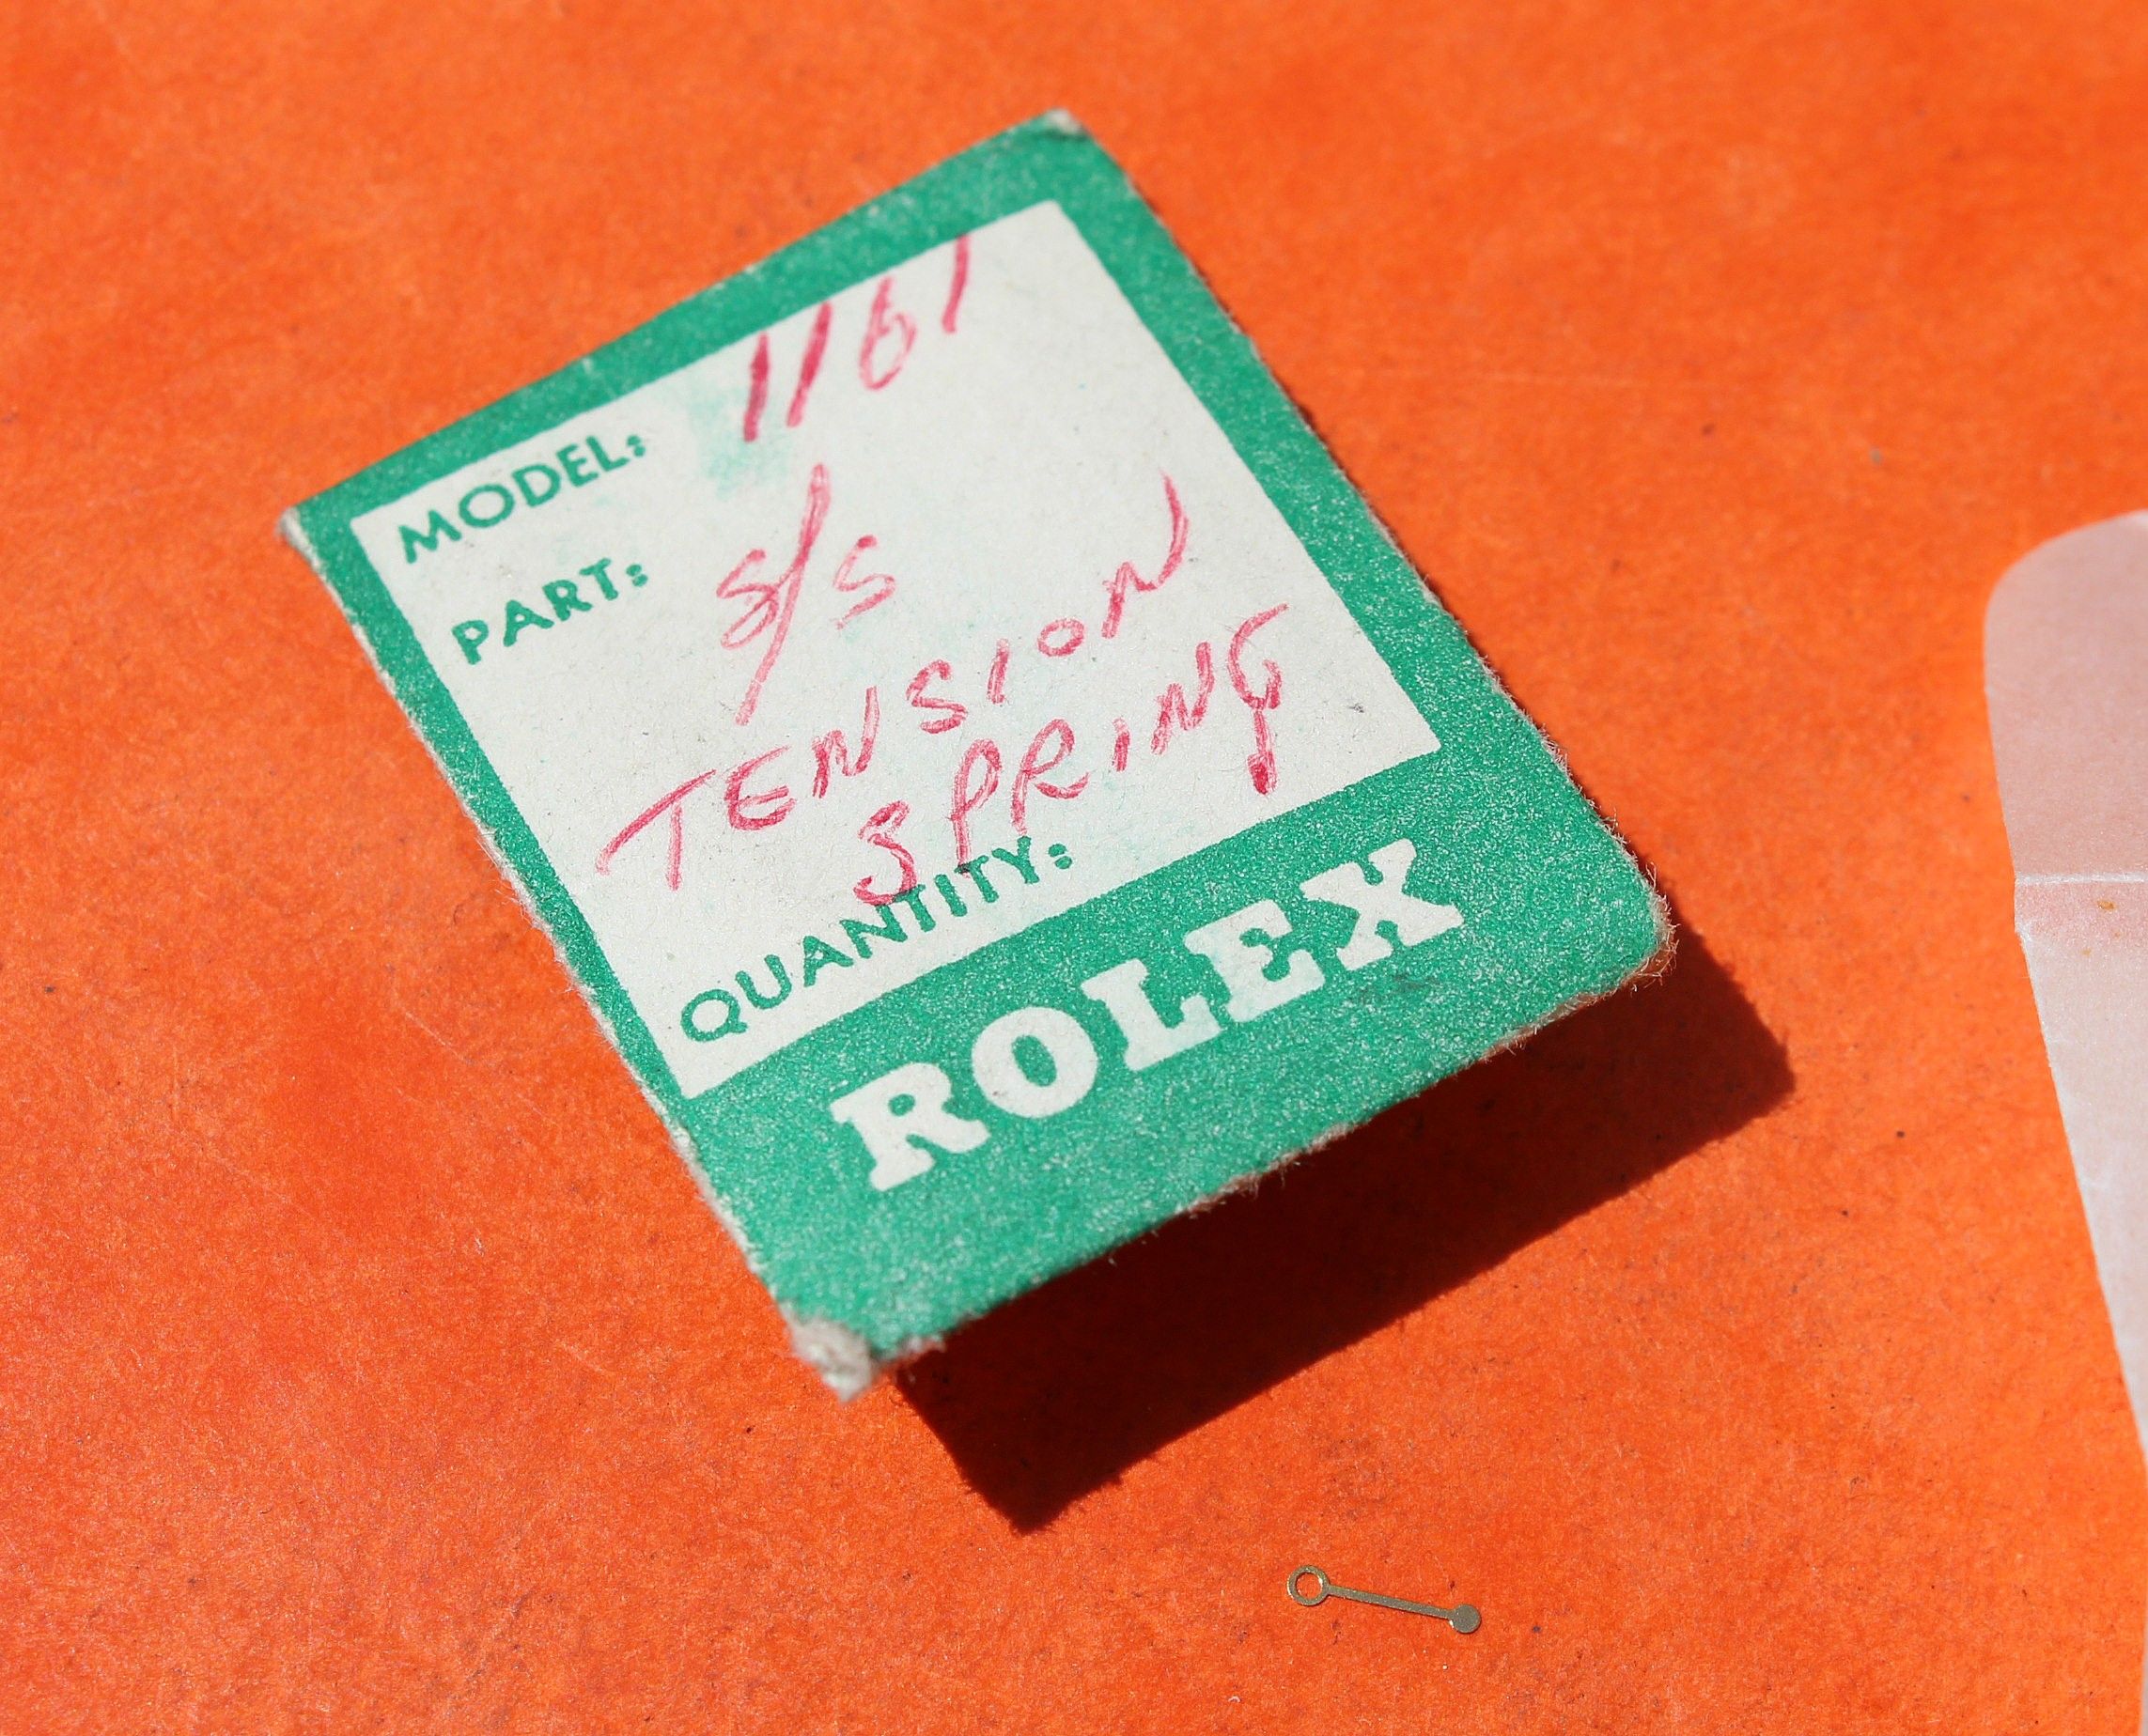 MODEL: 1161
PART: S/S
TENSION
SPRING
QUANTITY:
ROLEX